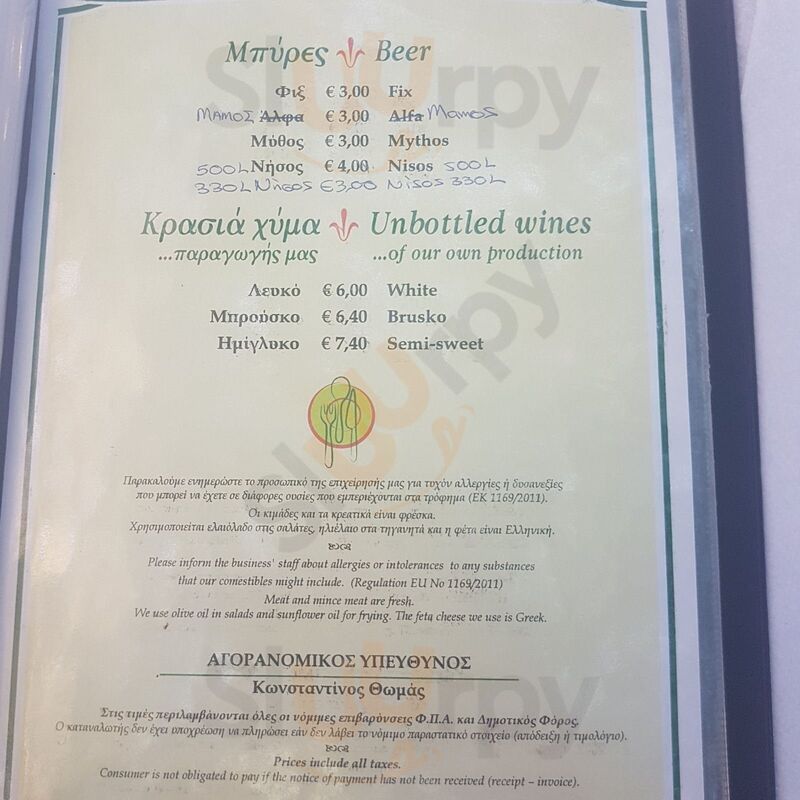 Μπύρες Beer
Φιξ € 3,00 Fix
ΜΑΜΟΣ Άλφα € 3,00 Alfa Mamos
Μύθος € 3,00 Mythos
500L Νήσος € 4,00 Nisos 500L
330L Νήσος €3,00 Nisos 330L
Κρασιά χύμα Unbottled wines
...παραγωγής μας ...of our own production
Λευκό € 6,00 White
Μπρούσκο € 6,40 Brusko
Ημίγλυκο € 7,40 Semi-sweet
Παρακαλούμε ενημερώστε το προσωπικό της επιχείρησής μας για τυχόν αλλεργίες ή δυσανεξίες
που μπορεί να έχετε σε διάφορες ουσίες που εμπεριέχονται στα τρόφημα (ΕΚ 1169/2011).
Οι κιμάδες και τα κρεατικά είναι φρέσκα.
Χρησιμοποιείται ελαιόλαδο στις σαλάτες, ηλιέλαιο στα τηγανητά και η φέτα είναι Ελληνική.
Please inform the business' staff about allergies or intolerances to any substances
that our comestibles might include. (Regulation EU No 1169/2011)
Meat and mince meat are fresh.
We use olive oil in salads and sunflower oil for frying. The feta cheese we use is Greek.
ΑΓΟΡΑΝΟΜΙΚΟΣ ΥΠΕΥΘΥΝΟΣ
Κωνσταντίνος Θωμάς
Στις τιμές περιλαμβάνονται όλες οι νόμιμες επιβαρύνσεις Φ.Π.Α. και Δημοτικός Φόρος.
Ο καταναλωτής δεν έχει υποχρέωση να πληρώσει εάν δεν λάβει το νόμιμο παραστατικό στοιχείο (απόδειξη ή τιμολόγιο).
Prices include all taxes.
Consumer is not obligated to pay if the notice of payment has not been received (receipt – invoice).
Sluurpy
Sluurpy
Sluurpy